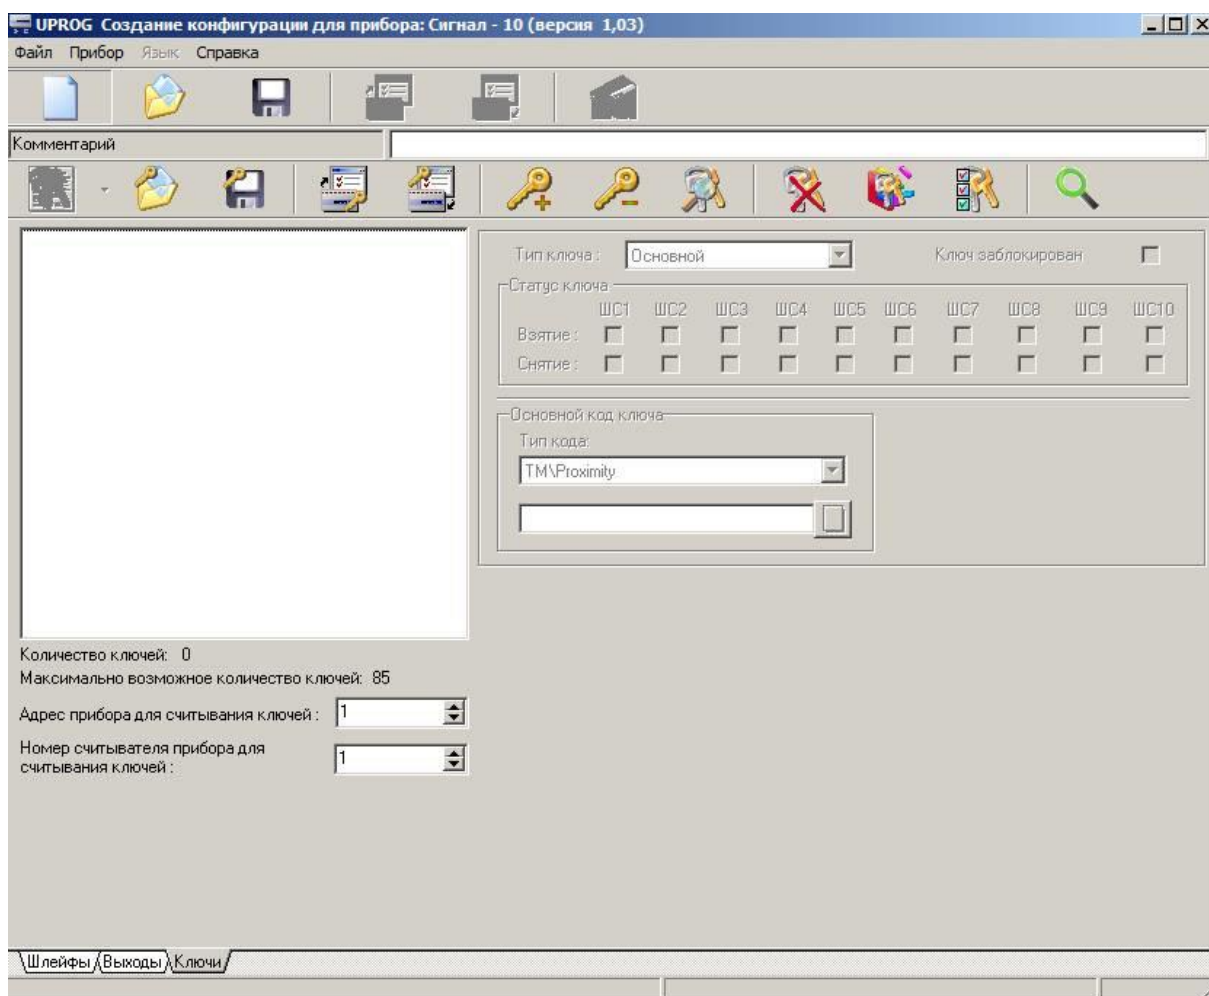 UPROG Создание конфигурации для прибора: Сигнал - 10 (версия 1,03)
Файл Прибор Язык Справка
Комментарий
Тип ключа : Основной Ключ заблокирован
Статус ключа
ШС1 ШС2 ШС3 ШС4 ШС5 ШС6 ШС7 ШС8 ШС9 ШС10
Взятие :
Снятие :
Основной код ключа
Тип кода:
TM\Proximity
Количество ключей: 0
Максимально возможное количество ключей: 85
Адрес прибора для считывания ключей : 1
Номер считывателя прибора для
считывания ключей : 1
Шлейфы Выходы Ключи